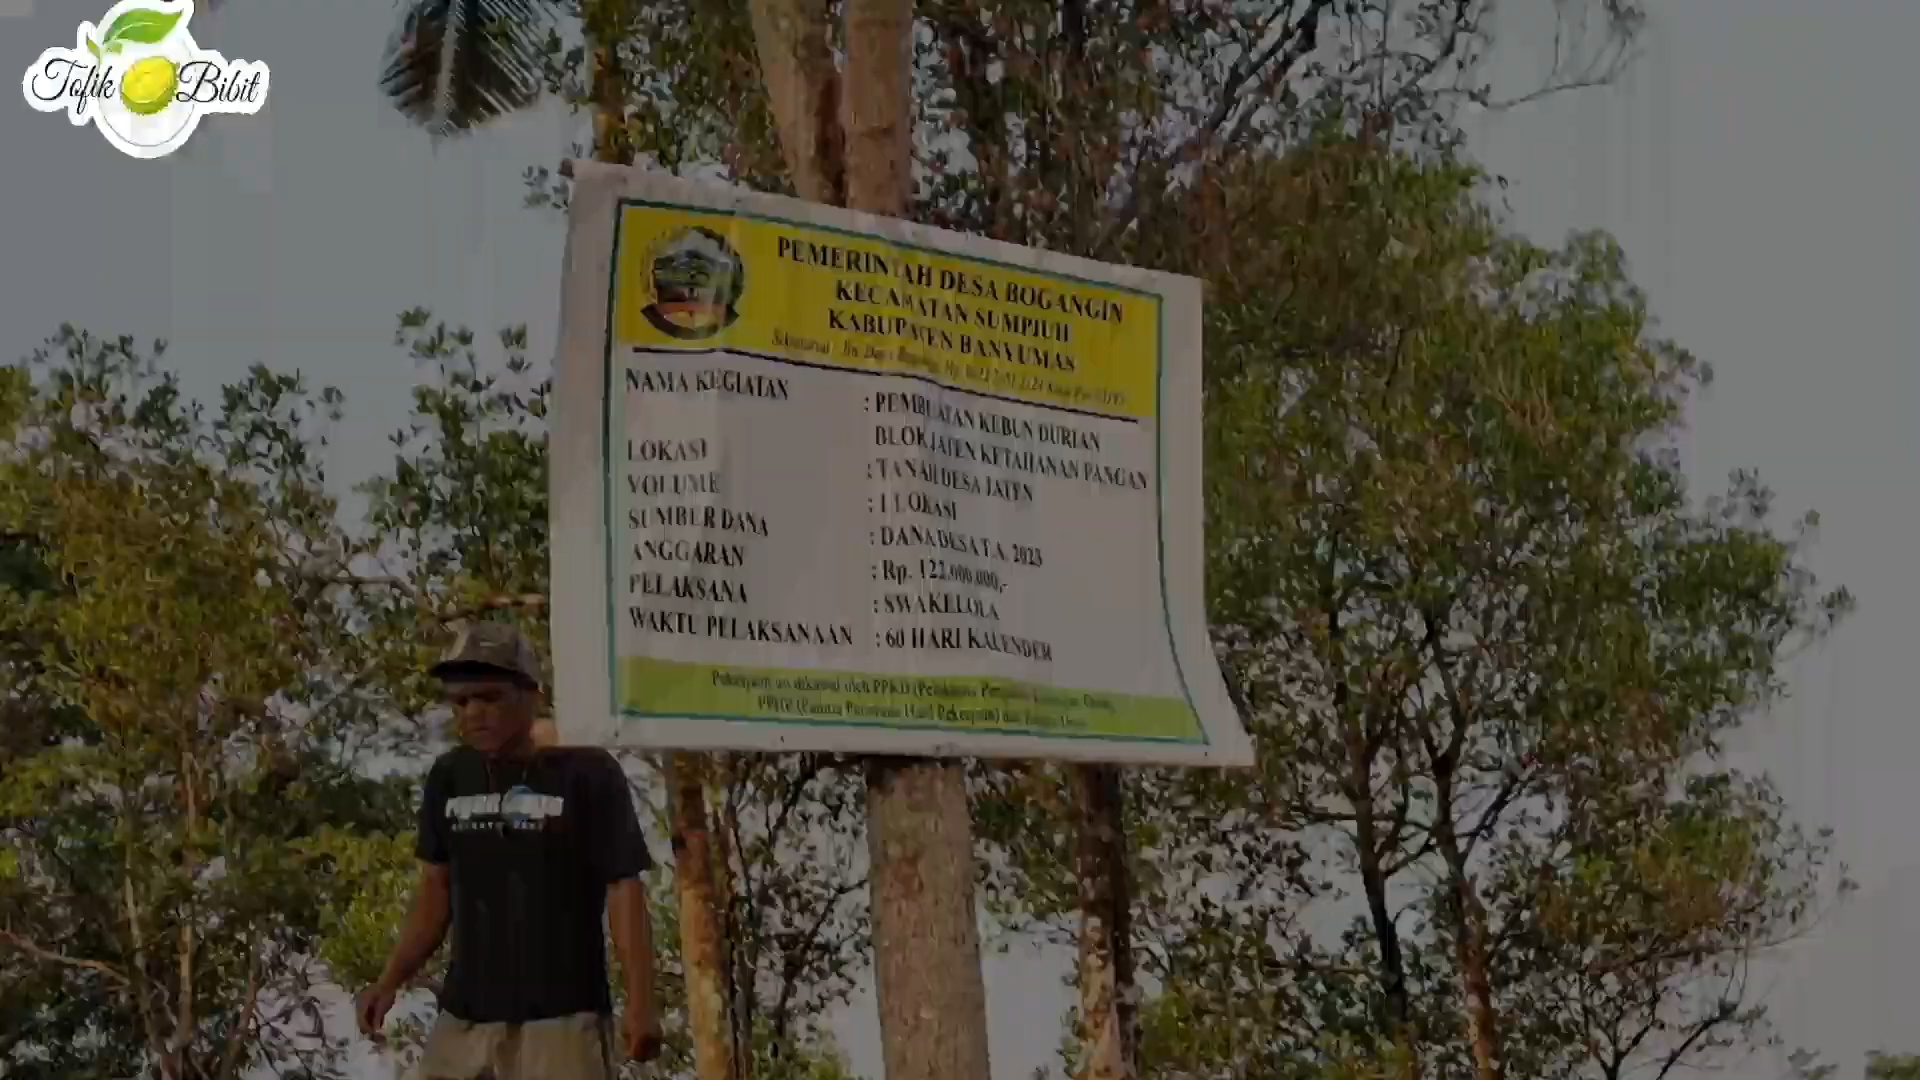 Tofik Bibit
PEMERINTAH DESA BOGANGIN
KECAMATAN SUMPIUH
KABUPATEN BANYUMAS
NAMA KEGIATAN : PEMBUATAN KEBUN DURIAN
BLOK JATEN KETAHANAN PANGAN
LOKASI : TANAH DESA JATEN
VOLUME : 1 LOKASI
SUMBER DANA : DANA DESA T.A. 2023
ANGGARAN : Rp. 122.000.000,-
PELAKSANA : SWAKELOLA
WAKTU PELAKSANAAN : 60 HARI KALENDER